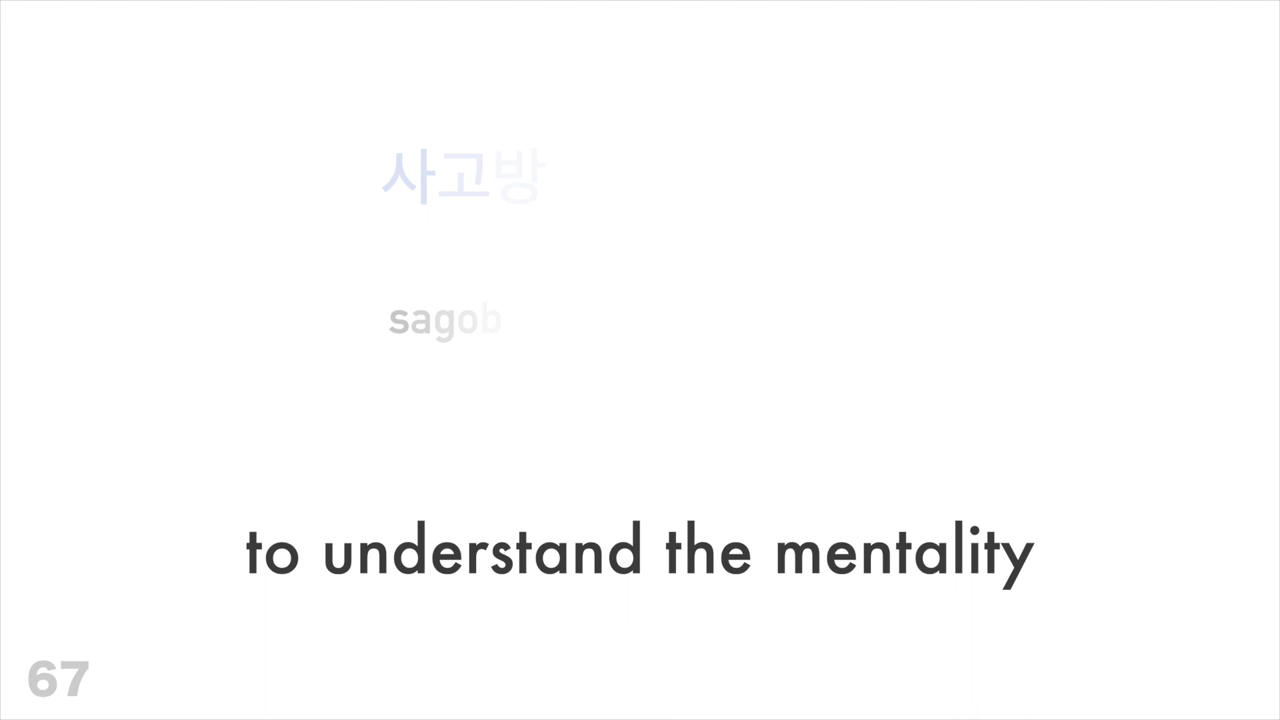 사고방
sagob
to understand the mentality
67